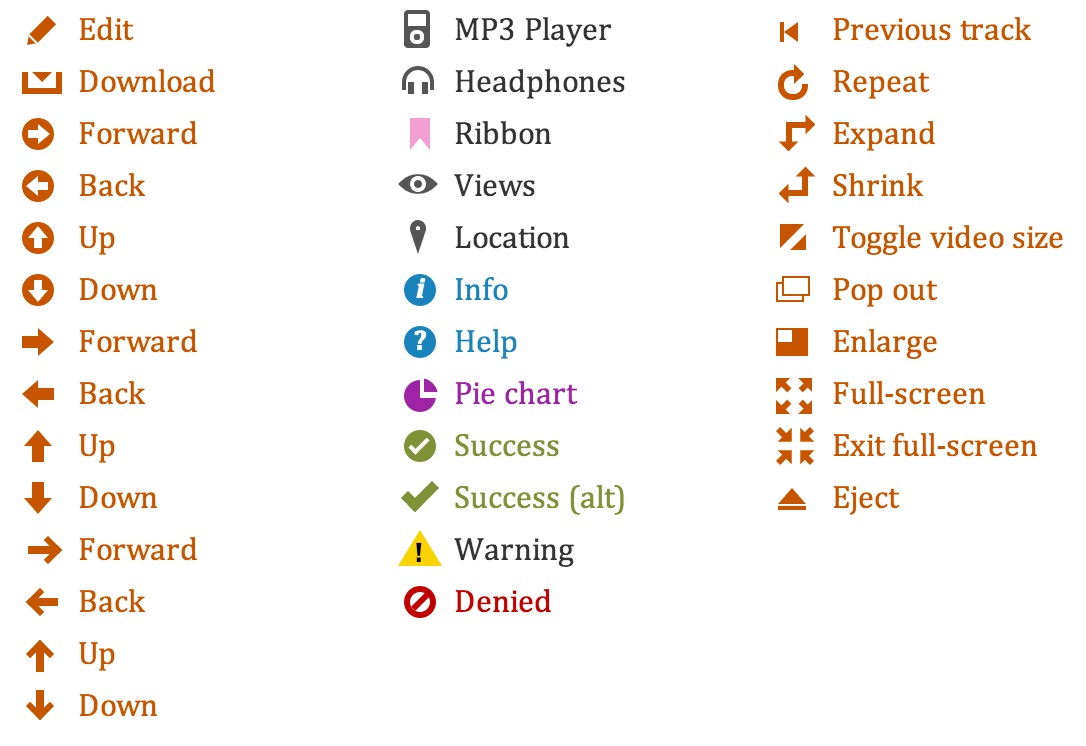 Edit
Download
Forward
Back
Up
Down
Forward
Back
Up
Down
Forward
Back
Up
Down
MP3 Player
Headphones
Ribbon
Views
Location
Info
Help
Pie chart
Success
Success (alt)
Warning
Denied
Previous track
Repeat
Expand
Shrink
Toggle video size
Pop out
Enlarge
Full-screen
Exit full-screen
Eject